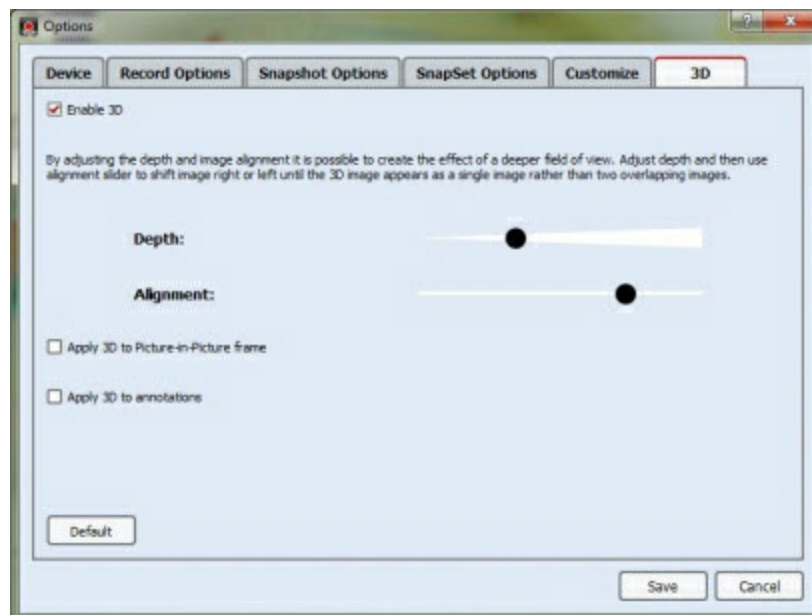 Options
Device Record Options Snapshot Options SnapSet Options Customize 3D
Enable 3D
By adjusting the depth and image alignment it is possible to create the effect of a deeper field of view. Adjust depth and then use
alignment slider to shift image right or left until the 3D image appears as a single image rather than two overlapping images.
Depth:
Alignment:
Apply 3D to Picture-in-Picture frame
Apply 3D to annotations
Default
Save Cancel